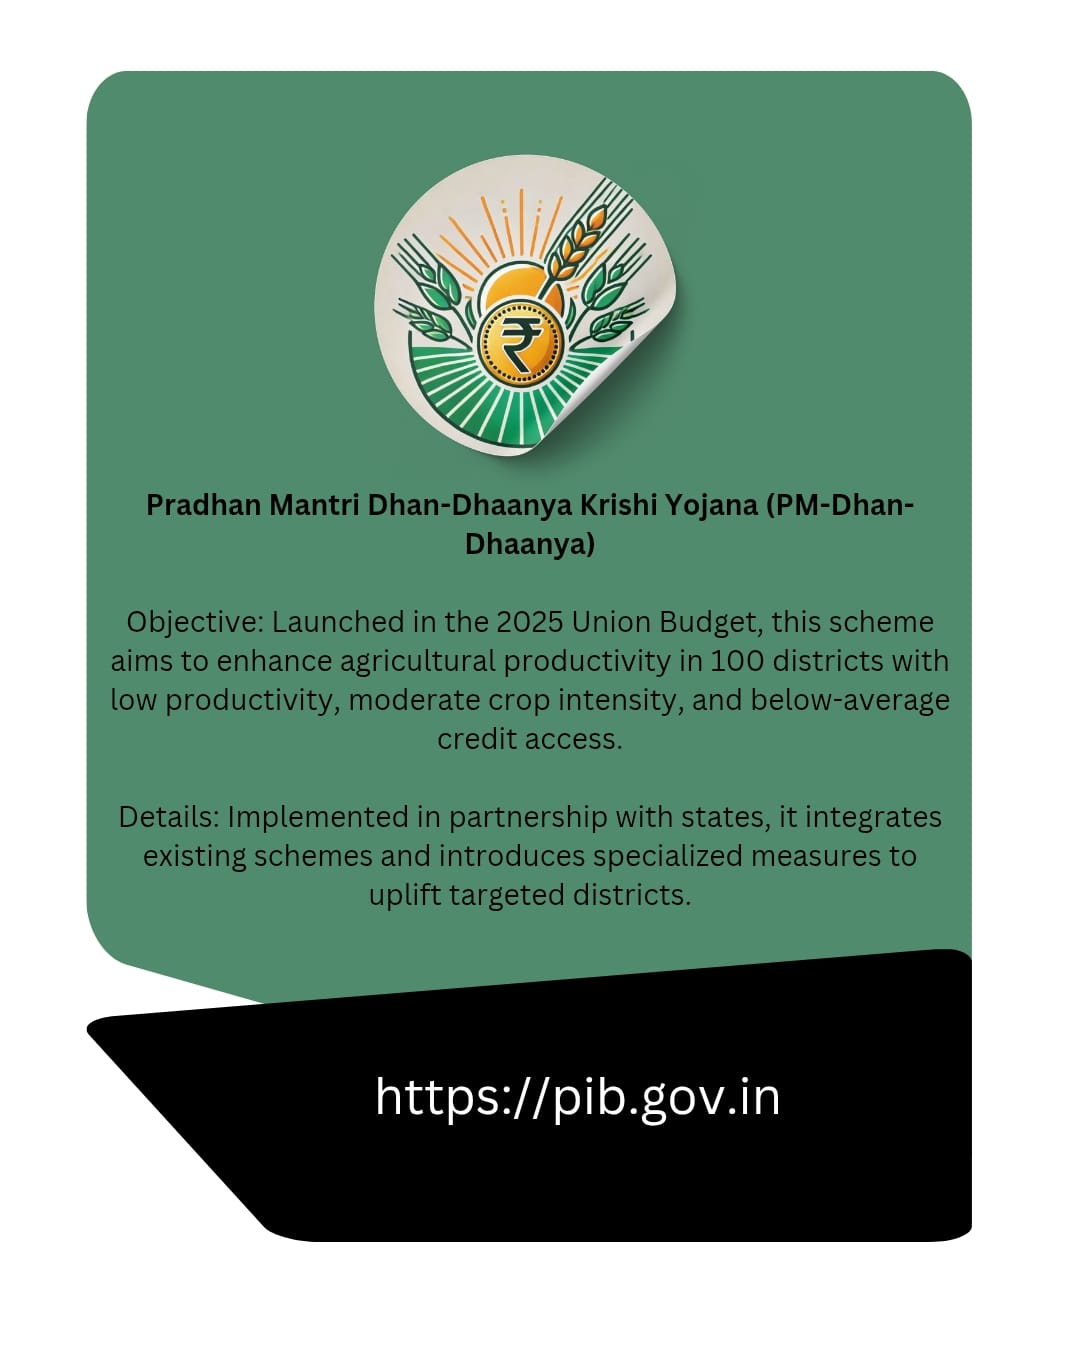 ₹
Pradhan Mantri Dhan-Dhaanya Krishi Yojana (PM-Dhan-
Dhaanya)
Objective: Launched in the 2025 Union Budget, this scheme
aims to enhance agricultural productivity in 100 districts with
low productivity, moderate crop intensity, and below-average
credit access.
Details: Implemented in partnership with states, it integrates
existing schemes and introduces specialized measures to
uplift targeted districts.
https://pib.gov.in